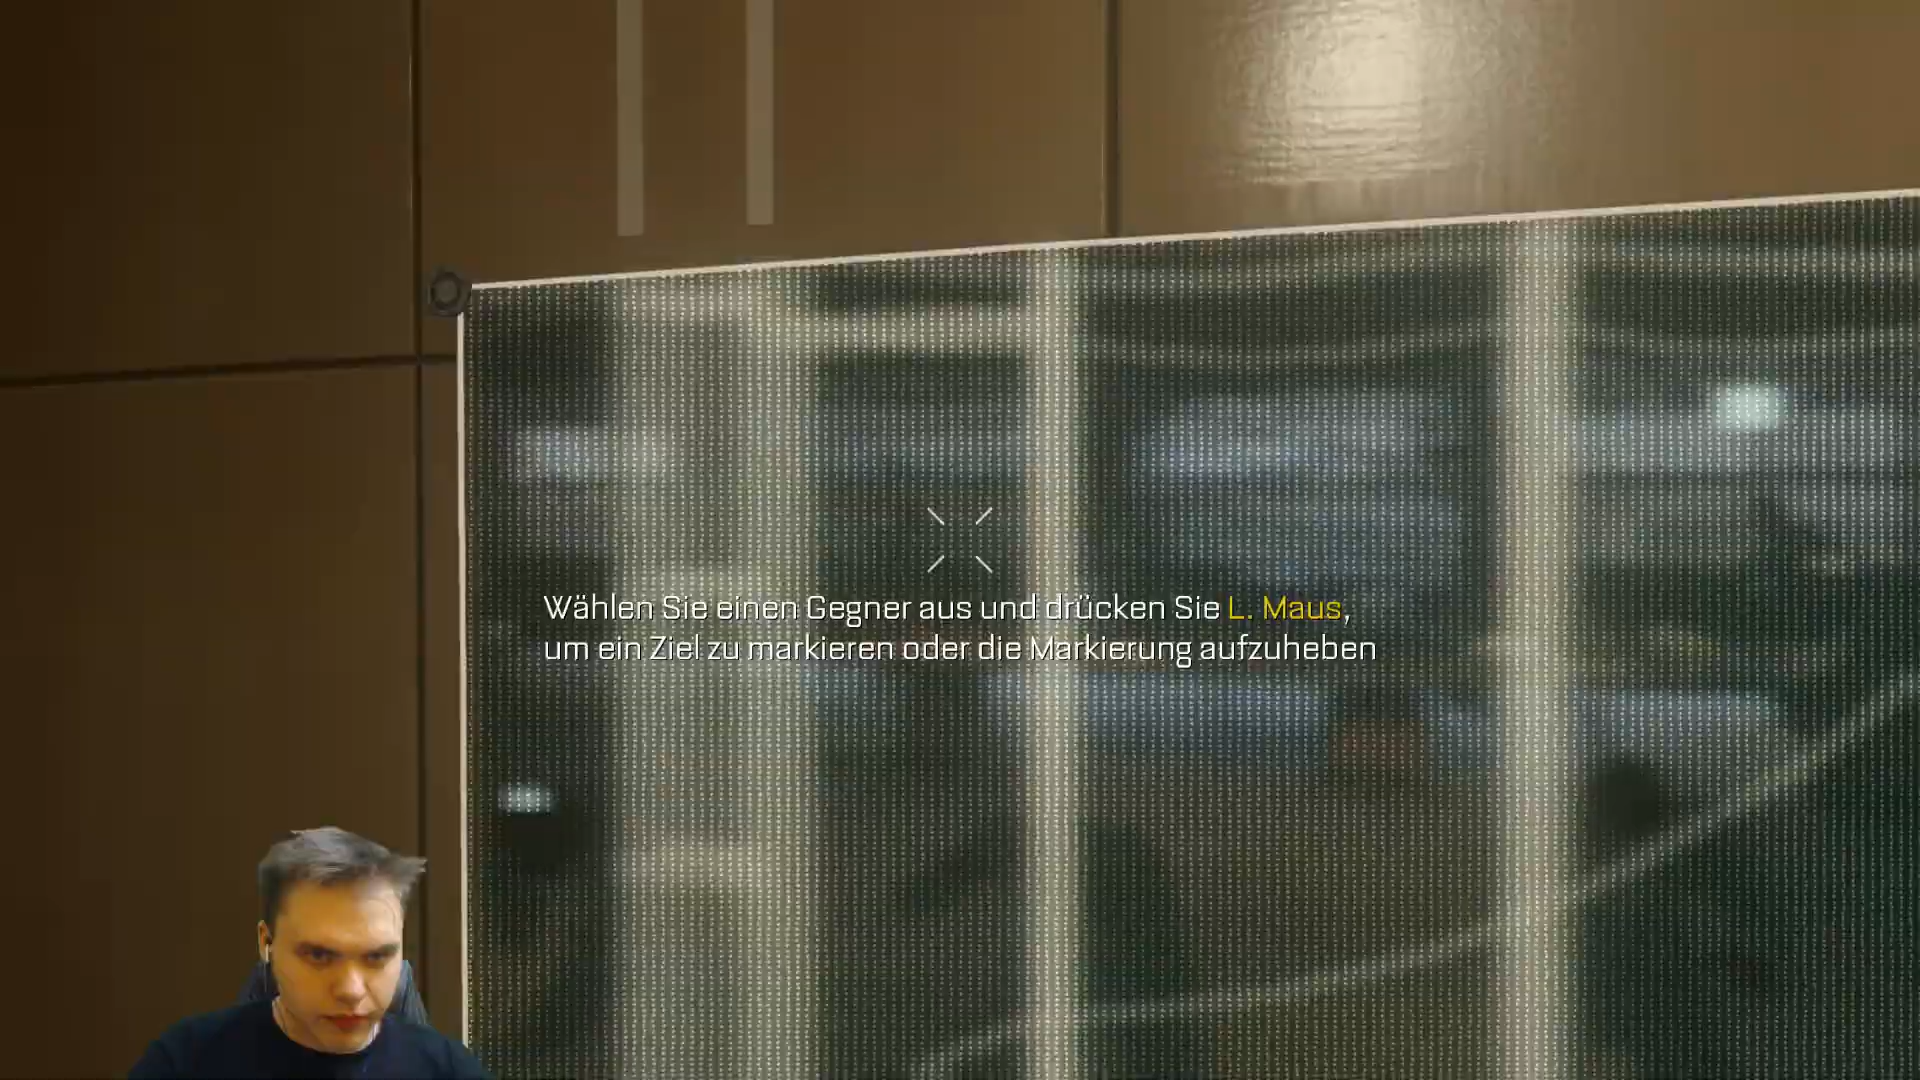 Wählen Sie einen Gegner aus und drücken Sie L. Maus,
um ein Ziel zu markieren oder die Markierung aufzuheben